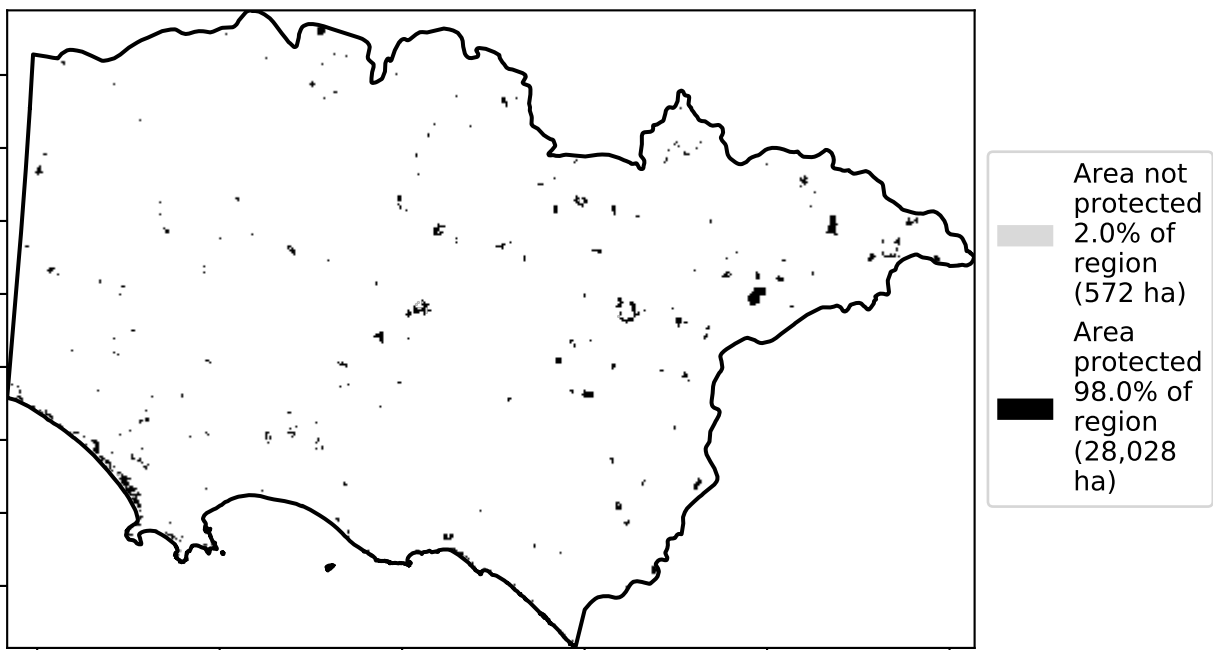 Area not
protected
2.0% of
region
(572 ha)
Area
protected
98.0% of
region
(28,028
ha)